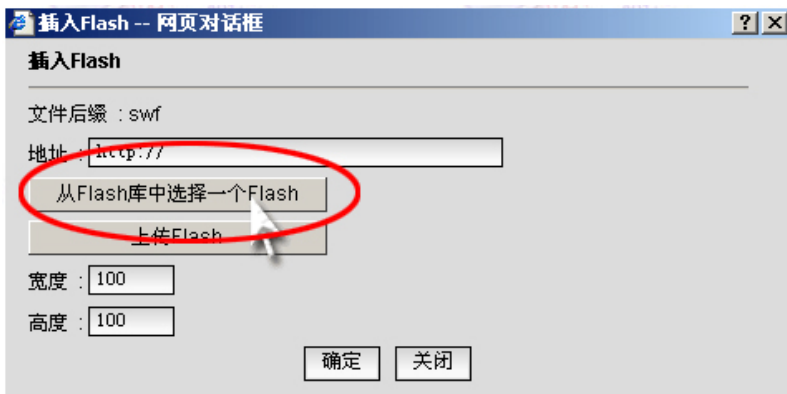 插入Flash -- 网页对话框
插入Flash
文件后缀 : swf
地址 : http://
从Flash库中选择一个Flash
上传Flash
宽度 : 100
高度 : 100
确定 关闭